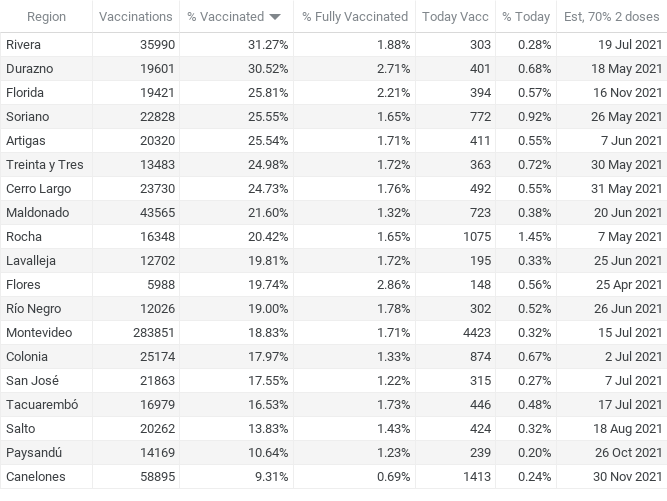 Region Vaccinations % Vaccinated % Fully Vaccinated Today Vacc % Today Est, 70% 2 doses
Rivera 35990 31.27% 1.88% 303 0.28% 19 Jul 2021
Durazno 19601 30.52% 2.71% 401 0.68% 18 May 2021
Florida 19421 25.81% 2.21% 394 0.57% 16 Nov 2021
Soriano 22828 25.55% 1.65% 772 0.92% 26 May 2021
Artigas 20320 25.54% 1.71% 411 0.55% 7 Jun 2021
Treinta y Tres 13483 24.98% 1.72% 363 0.72% 30 May 2021
Cerro Largo 23730 24.73% 1.76% 492 0.55% 31 May 2021
Maldonado 43565 21.60% 1.32% 723 0.38% 20 Jun 2021
Rocha 16348 20.42% 1.65% 1075 1.45% 7 May 2021
Lavalleja 12702 19.81% 1.72% 195 0.33% 25 Jun 2021
Flores 5988 19.74% 2.86% 148 0.56% 25 Apr 2021
Río Negro 12026 19.00% 1.78% 302 0.52% 26 Jun 2021
Montevideo 283851 18.83% 1.71% 4423 0.32% 15 Jul 2021
Colonia 25174 17.97% 1.33% 874 0.67% 2 Jul 2021
San José 21863 17.55% 1.22% 315 0.27% 7 Jul 2021
Tacuarembó 16979 16.53% 1.73% 446 0.48% 17 Jul 2021
Salto 20262 13.83% 1.43% 424 0.32% 18 Aug 2021
Paysandú 14169 10.64% 1.23% 239 0.20% 26 Oct 2021
Canelones 58895 9.31% 0.69% 1413 0.24% 30 Nov 2021